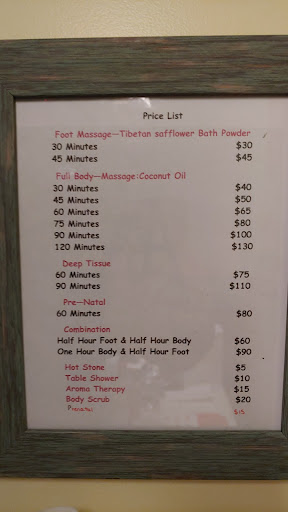 Price List
Foot Massage—Tibetan safflower Bath Powder
30 Minutes $30
45 Minutes $45
Full Body—Massage:Coconut Oil
30 Minutes $40
45 Minutes $50
60 Minutes $65
75 Minutes $80
90 Minutes $100
120 Minutes $130
Deep Tissue
60 Minutes $75
90 Minutes $110
Pre—Natal
60 Minutes $80
Combination
Half Hour Foot & Half Hour Body $60
One Hour Body & Half Hour Foot $90
Hot Stone $5
Table Shower $10
Aroma Therapy $15
Body Scrub $20
$15